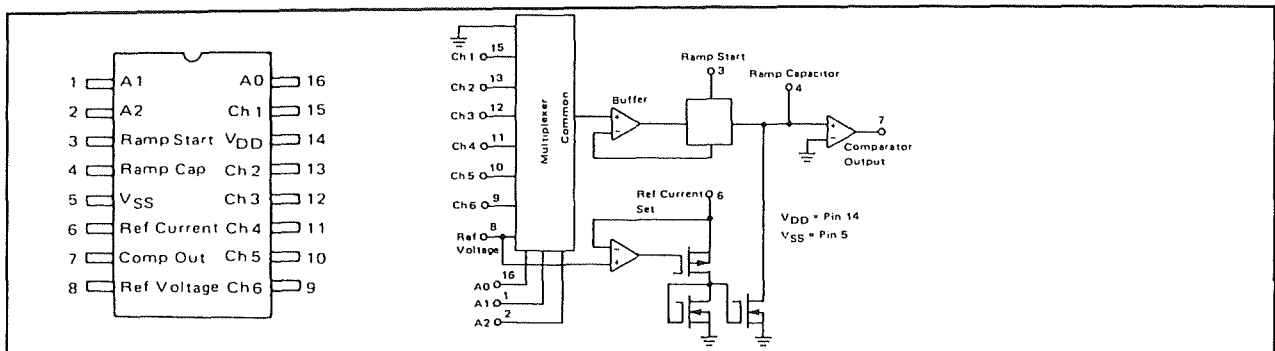 1 A1 A0 16
2 A2 Ch 1 15
3 Ramp Start VDD 14
4 Ramp Cap Ch 2 13
5 VSS Ch 3 12
6 Ref Current Ch 4 11
7 Comp Out Ch 5 10
8 Ref Voltage Ch 6 9
Ch 1 15
Ch 2 13
Ch 3 12
Ch 4 11
Ch 5 10
Ch 6 9
Ref Voltage 8
A0 16
A1 1
A2 2
Multiplexer
Common
Buffer
+
−
Ramp Start
3
Ramp Capacitor
4
+
−
7
Comparator
Output
Ref Current
Set
6
−
+
VDD = Pin 14
VSS = Pin 5